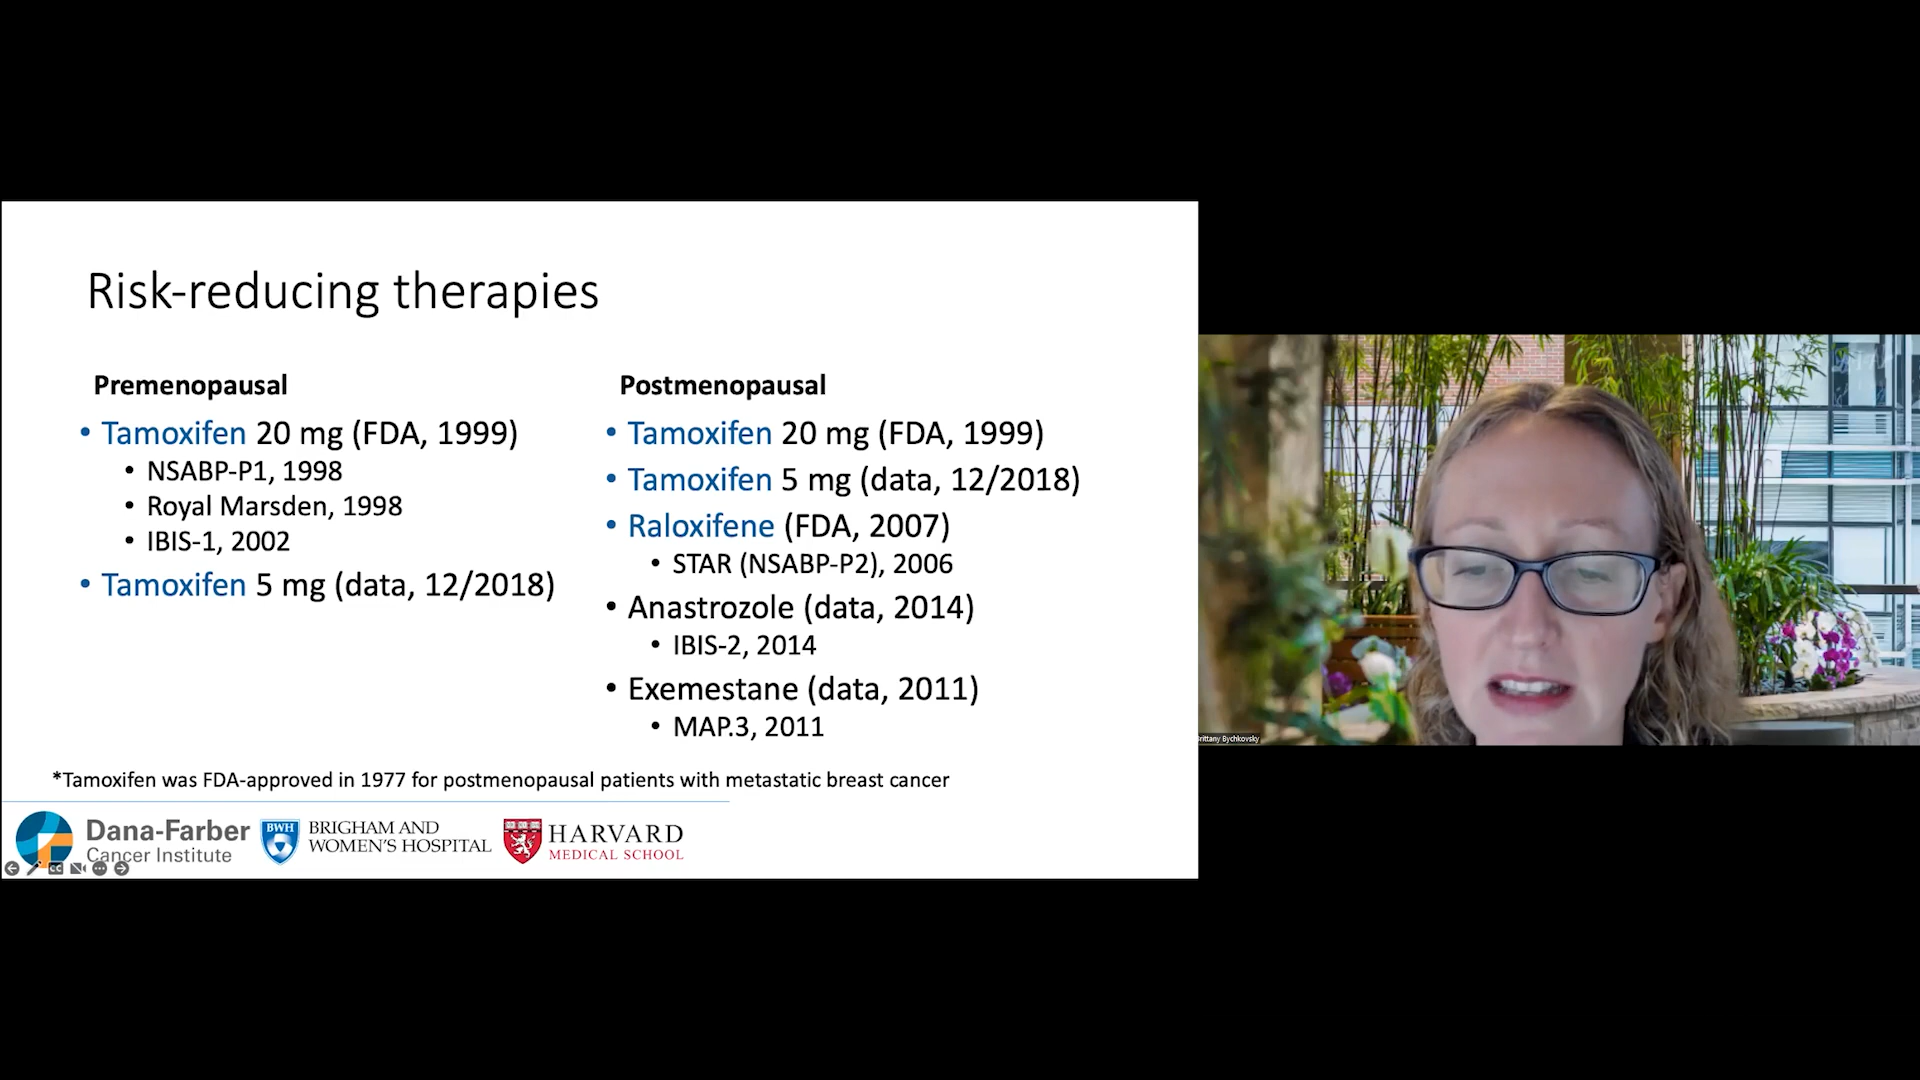 Risk-reducing therapies
Premenopausal
• Tamoxifen 20 mg (FDA, 1999)
• NSABP-P1, 1998
• Royal Marsden, 1998
• IBIS-1, 2002
• Tamoxifen 5 mg (data, 12/2018)
Postmenopausal
• Tamoxifen 20 mg (FDA, 1999)
• Tamoxifen 5 mg (data, 12/2018)
• Raloxifene (FDA, 2007)
• STAR (NSABP-P2), 2006
• Anastrozole (data, 2014)
• IBIS-2, 2014
• Exemestane (data, 2011)
• MAP.3, 2011
*Tamoxifen was FDA-approved in 1977 for postmenopausal patients with metastatic breast cancer
Dana-Farber
Cancer Institute
BWH
BRIGHAM AND
WOMEN'S HOSPITAL
HARVARD
MEDICAL SCHOOL
CC
Brittany Bychkovsky